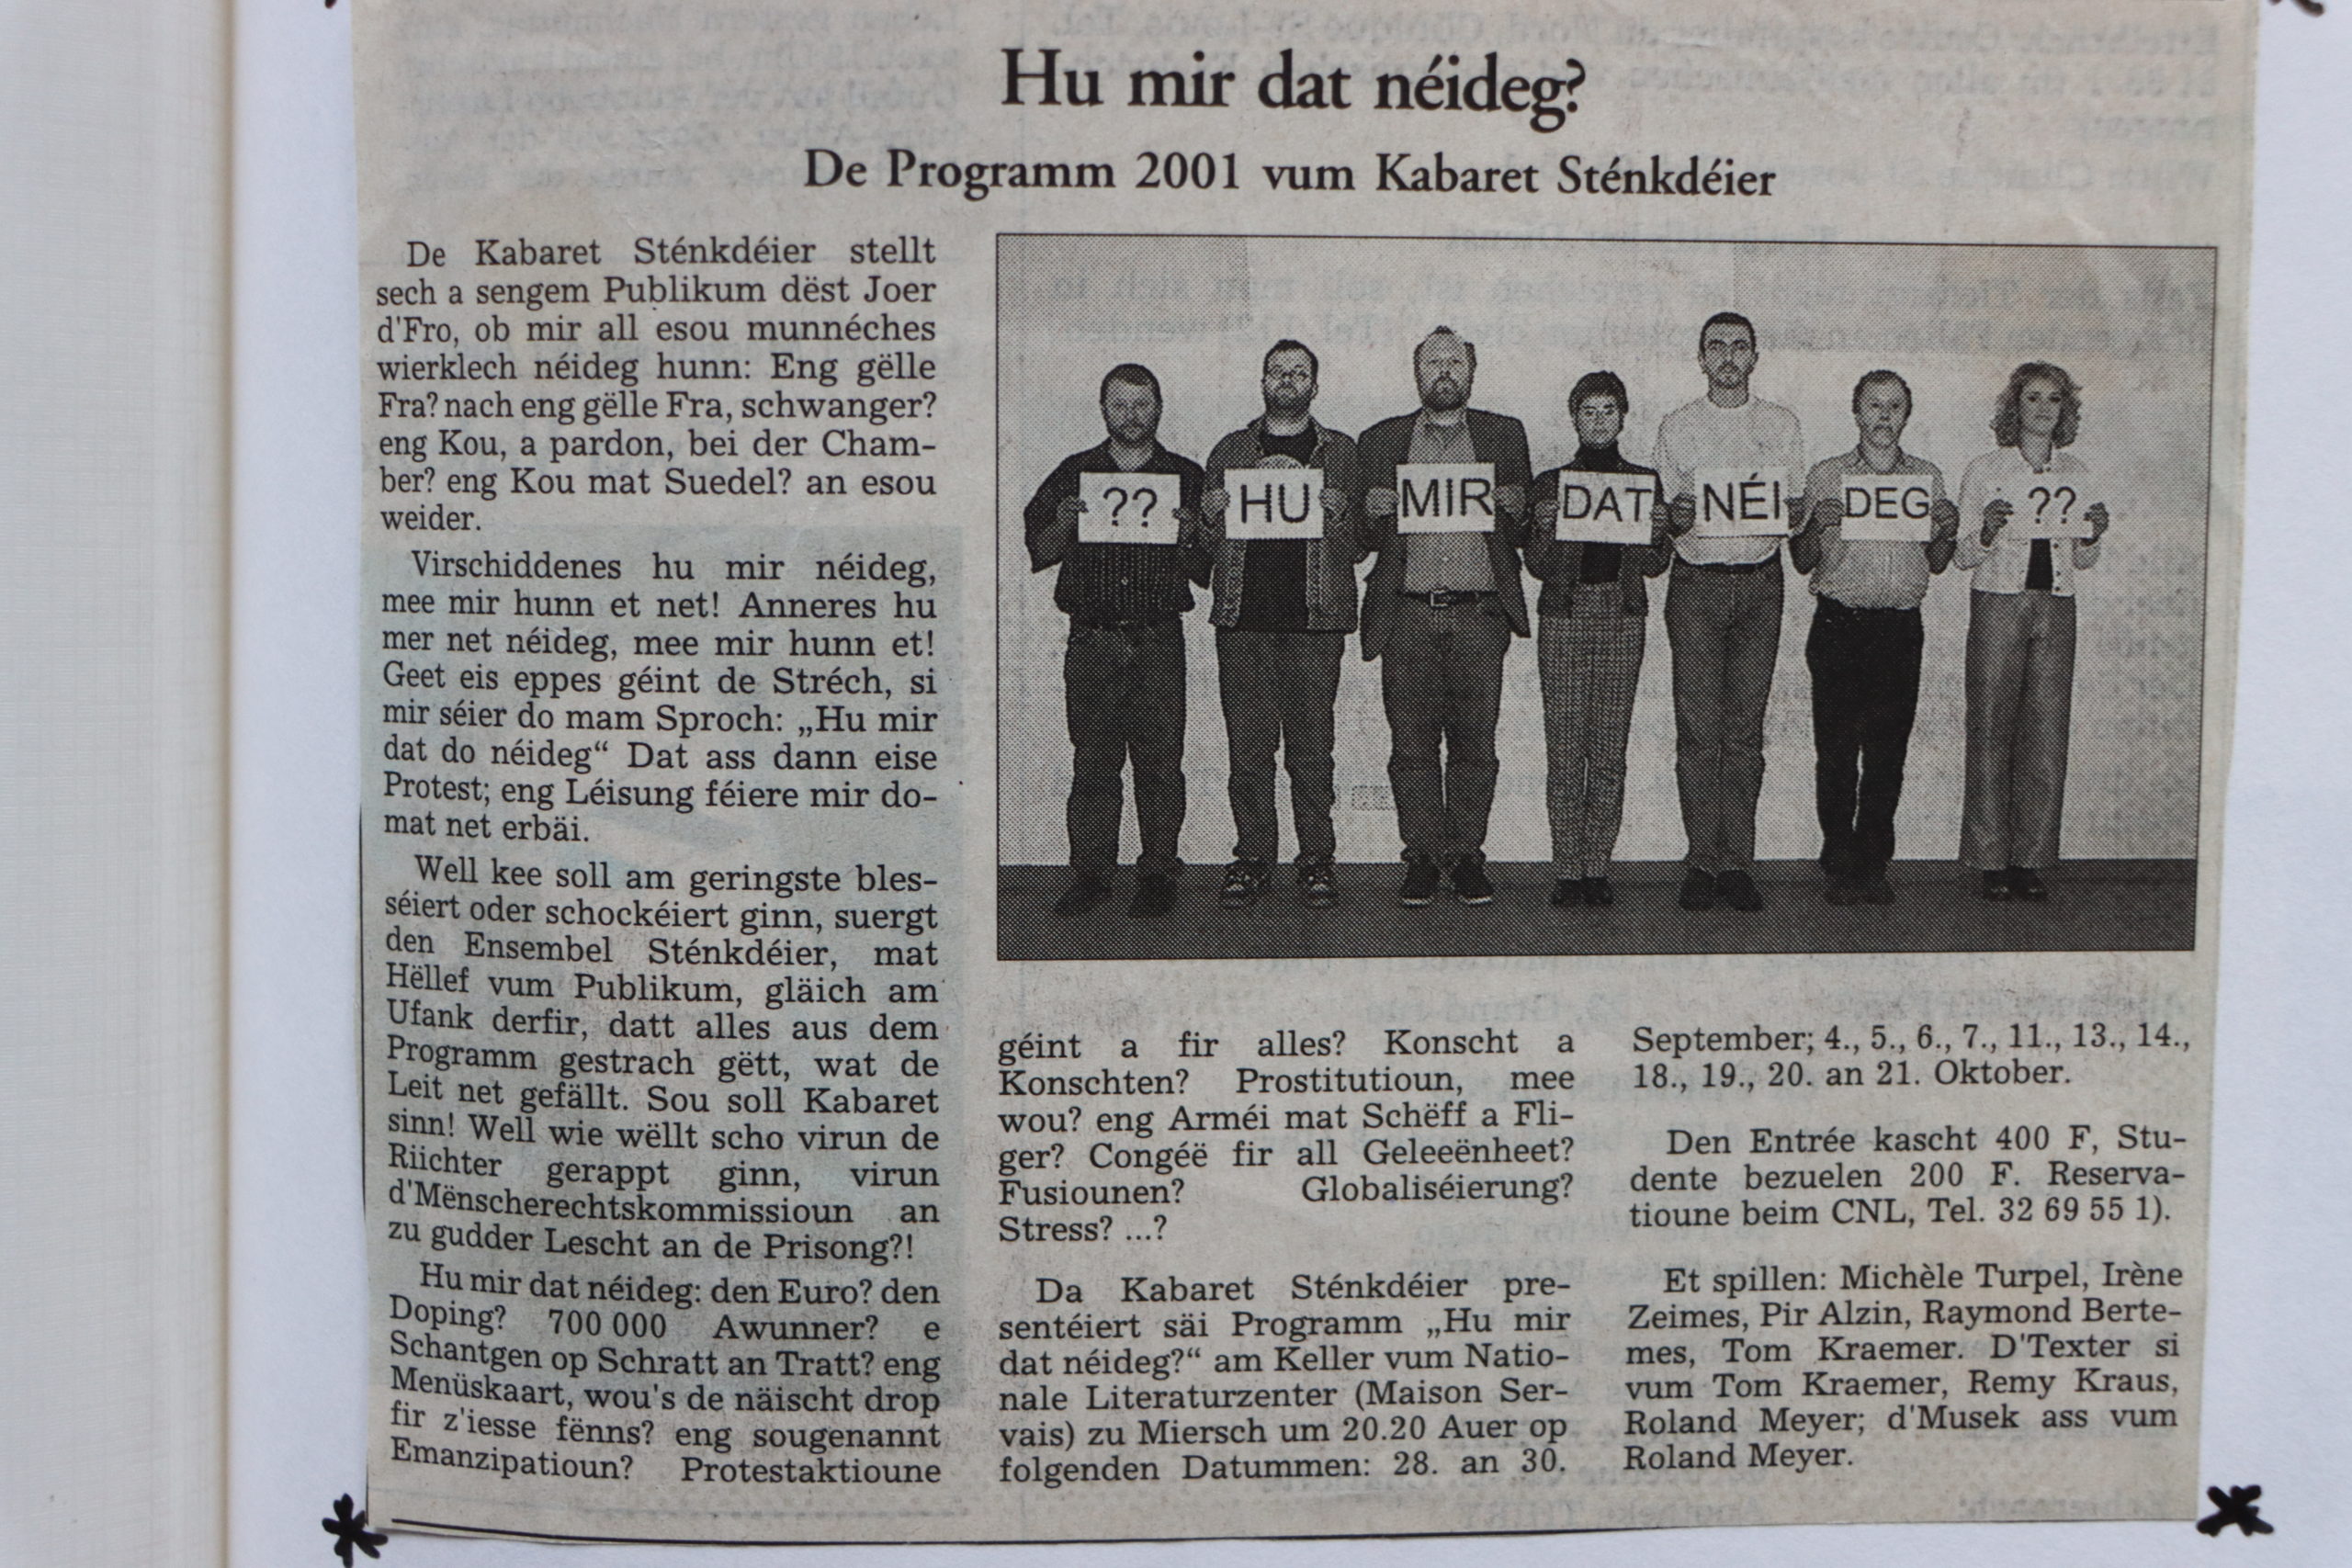 Hu mir dat néideg?
De Programm 2001 vum Kabaret Sténkdéier
De Kabaret Sténkdéier stellt
sech a sengem Publikum dëst Joer
d'Fro, ob mir all esou munnéches
wierklech néideg hunn: Eng gëlle
Fra? nach eng gëlle Fra, schwanger?
eng Kou, a pardon, bei der Cham-
ber? eng Kou mat Suedel? an esou
weider.
Virschiddenes hu mir néideg,
mee mir hunn et net! Anneres hu
mer net néideg, mee mir hunn et!
Geet eis eppes géint de Stréch, si
mir séier do mam Sproch: „Hu mir
dat do néideg“ Dat ass dann eise
Protest; eng Léisung féiere mir do-
mat net erbäi.
Well kee soll am geringste bles-
séiert oder schockéiert ginn, suergt
den Ensembel Sténkdéier, mat
Hëllef vum Publikum, gläich am
Ufank derfir, datt alles aus dem
Programm gestrach gëtt, wat de
Leit net gefällt. Sou soll Kabaret
sinn! Well wie wëllt scho virun de
Riichter gerappt ginn, virun
d'Mënscherechtskommissioun an
zu gudder Lescht an de Prisong?!
Hu mir dat néideg: den Euro? den
Doping? 700 000 Awunner? e
Schantgen op Schratt an Tratt? eng
Menüskaart, wou's de näischt drop
fir z'iesse fënns? eng sougenannt
Emanzipatioun? Protestaktioune
?? HU MIR DAT NÉI DEG ??
géint a fir alles? Konscht a
Konschten? Prostitutioun, mee
wou? eng Arméi mat Schëff a Fli-
ger? Congéë fir all Geleeënheet?
Fusiounen? Globaliséierung?
Stress? ...?
Da Kabaret Sténkdéier pre-
sentéiert säi Programm „Hu mir
dat néideg?“ am Keller vum Natio-
nale Literaturzenter (Maison Ser-
vais) zu Miersch um 20.20 Auer op
folgenden Datummen: 28. an 30.
September; 4., 5., 6., 7., 11., 13., 14.,
18., 19., 20. an 21. Oktober.
Den Entrée kascht 400 F, Stu-
dente bezuelen 200 F. Reserva-
tioune beim CNL, Tel. 32 69 55 1).
Et spillen: Michèle Turpel, Irène
Zeimes, Pir Alzin, Raymond Berte-
mes, Tom Kraemer. D'Texter si
vum Tom Kraemer, Remy Kraus,
Roland Meyer; d'Musek ass vum
Roland Meyer.